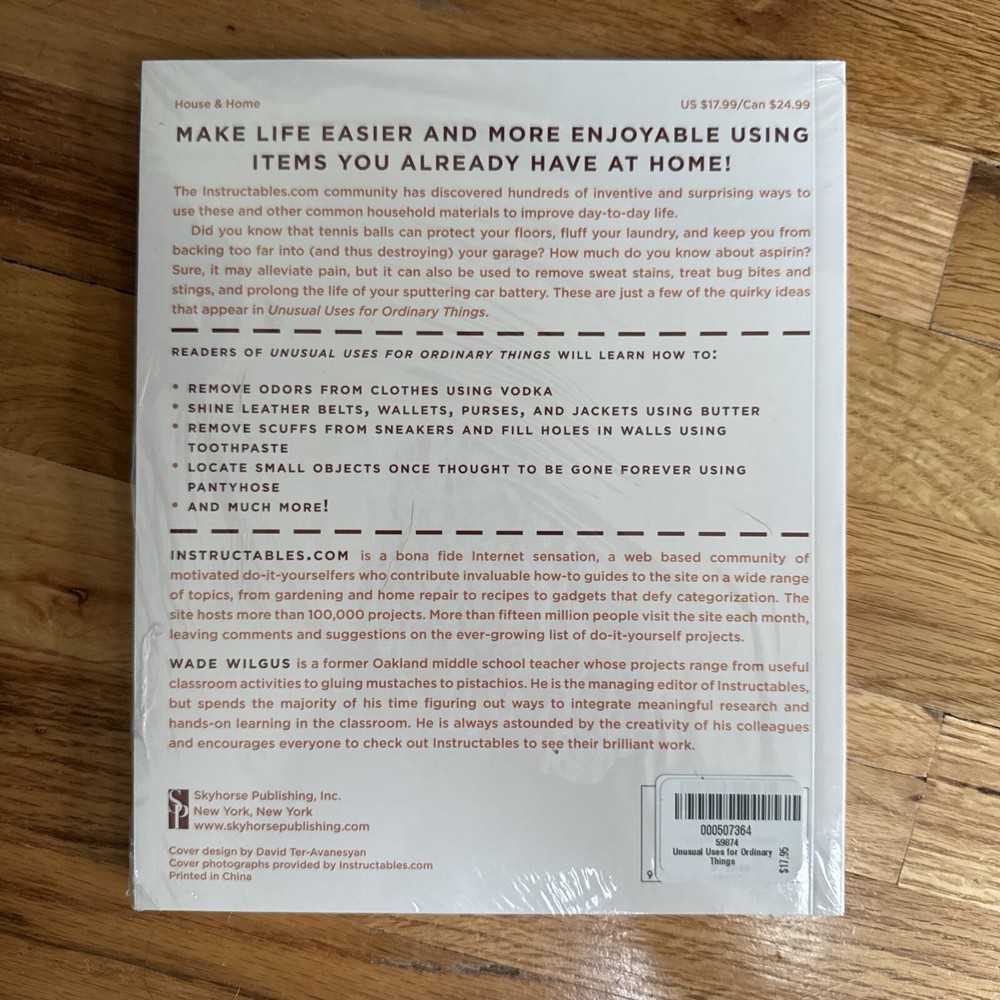 House & Home
US $17.99/Can $24.99
MAKE LIFE EASIER AND MORE ENJOYABLE USING
ITEMS YOU ALREADY HAVE AT HOME!
The Instructables.com community has discovered hundreds of inventive and surprising ways to
use these and other common household materials to improve day-to-day life.
Did you know that tennis balls can protect your floors, fluff your laundry, and keep you from
backing too far into (and thus destroying) your garage? How much do you know about aspirin?
Sure, it may alleviate pain, but it can also be used to remove sweat stains, treat bug bites and
stings, and prolong the life of your sputtering car battery. These are just a few of the quirky ideas
that appear in Unusual Uses for Ordinary Things.
READERS OF UNUSUAL USES FOR ORDINARY THINGS WILL LEARN HOW TO:
• REMOVE ODORS FROM CLOTHES USING VODKA
• SHINE LEATHER BELTS, WALLETS, PURSES, AND JACKETS USING BUTTER
• REMOVE SCUFFS FROM SNEAKERS AND FILL HOLES IN WALLS USING
TOOTHPASTE
• LOCATE SMALL OBJECTS ONCE THOUGHT TO BE GONE FOREVER USING
PANTYHOSE
• AND MUCH MORE!
INSTRUCTABLES.COM is a bona fide Internet sensation, a web based community of
motivated do-it-yourselfers who contribute invaluable how-to guides to the site on a wide range
of topics, from gardening and home repair to recipes to gadgets that defy categorization. The
site hosts more than 100,000 projects. More than fifteen million people visit the site each month,
leaving comments and suggestions on the ever-growing list of do-it-yourself projects.
WADE WILGUS is a former Oakland middle school teacher whose projects range from useful
classroom activities to gluing mustaches to pistachios. He is the managing editor of Instructables,
but spends the majority of his time figuring out ways to integrate meaningful research and
hands-on learning in the classroom. He is always astounded by the creativity of his colleagues
and encourages everyone to check out Instructables to see their brilliant work.
SP
Skyhorse Publishing, Inc.
New York, New York
www.skyhorsepublishing.com
Cover design by David Ter-Avanesyan
Cover photographs provided by Instructables.com
Printed in China
000507364
59874
Unusual Uses for Ordinary
Things
$17.95
9